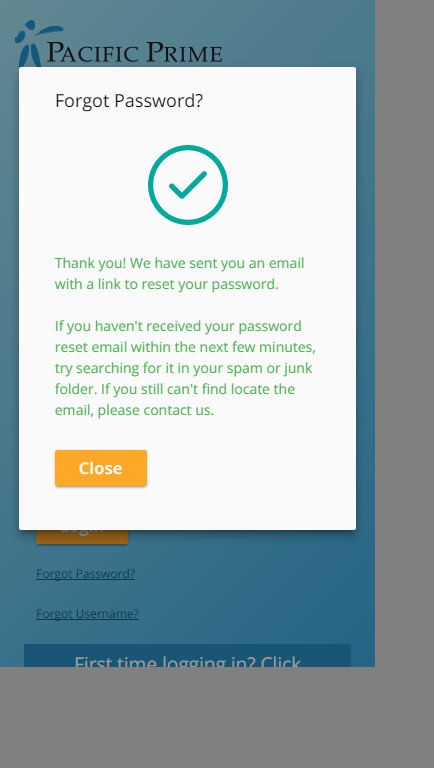 PACIFIC PRIME
Forgot Password?
Thank you! We have sent you an email
with a link to reset your password.
If you haven't received your password
reset email within the next few minutes,
try searching for it in your spam or junk
folder. If you still can't find locate the
email, please contact us.
Close
Login
Forgot Password?
Forgot Username?
First time logging in? Click